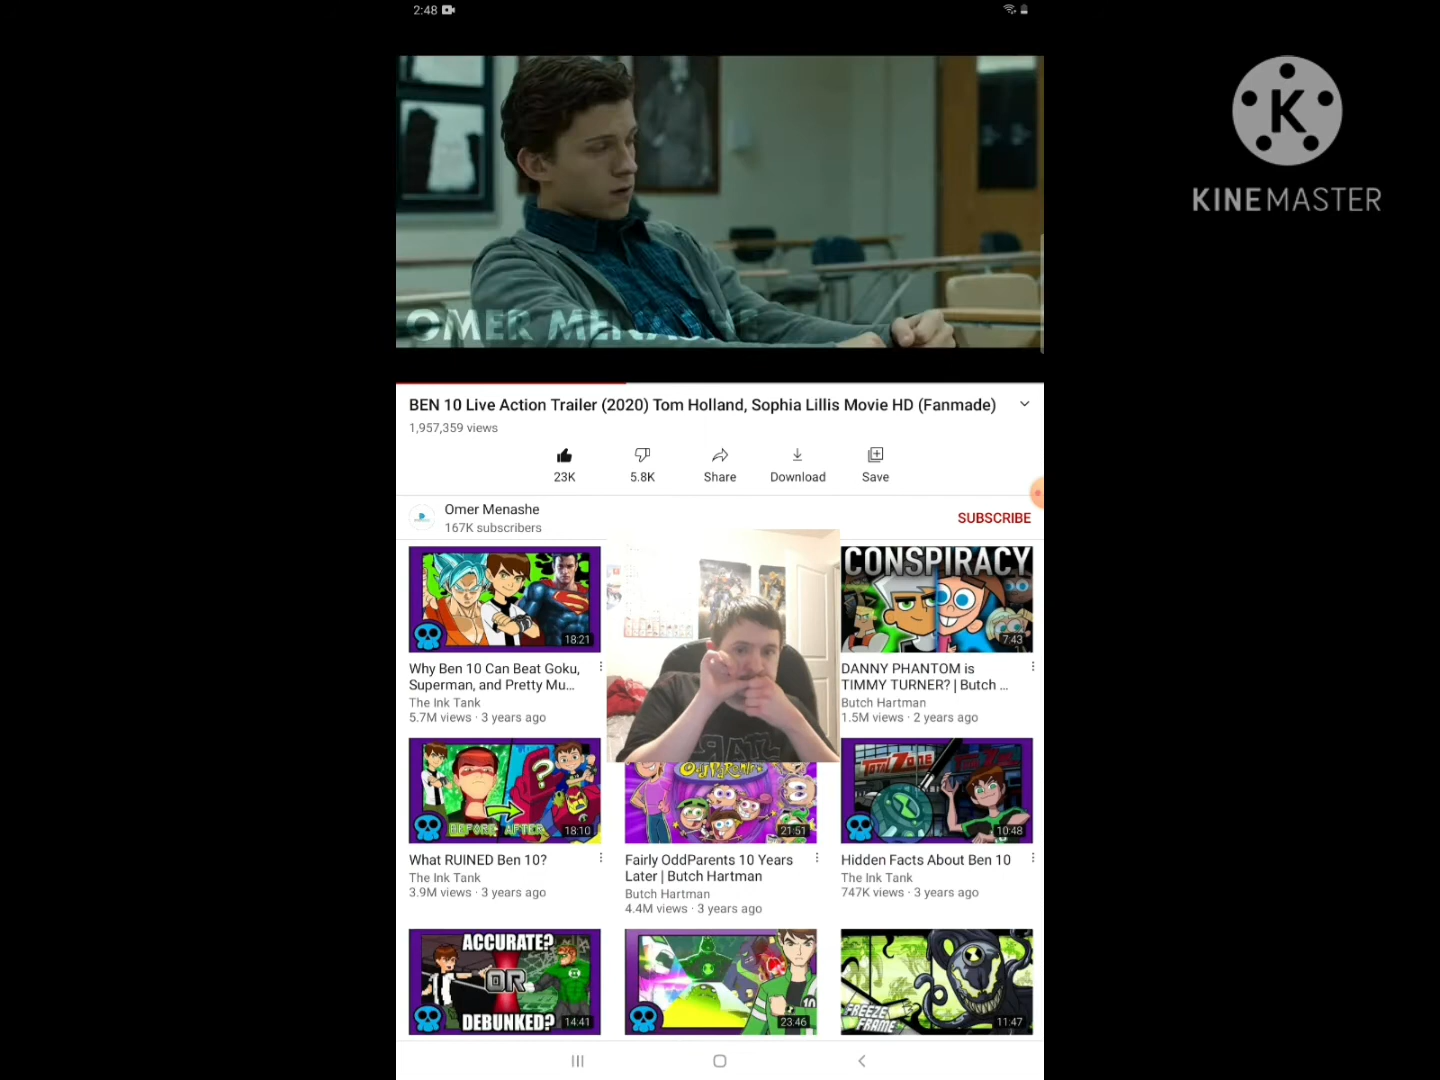 2:48
KINEMASTER
OMER MENASHE
BEN 10 Live Action Trailer (2020) Tom Holland, Sophia Lillis Movie HD (Fanmade)
1,957,359 views
23K
5.8K
Share
Download
Save
Omer Menashe
167K subscribers
SUBSCRIBE
18:21
Why Ben 10 Can Beat Goku,
Superman, and Pretty Mu...
The Ink Tank
5.7M views · 3 years ago
CONSPIRACY
7:43
DANNY PHANTOM is
TIMMY TURNER? | Butch ...
Butch Hartman
1.5M views · 2 years ago
BEFORE AFTER
18:10
What RUINED Ben 10?
The Ink Tank
3.9M views · 3 years ago
21:51
Fairly OddParents 10 Years
Later | Butch Hartman
Butch Hartman
4.4M views · 3 years ago
TOTAL ZONE
10:48
Hidden Facts About Ben 10
The Ink Tank
747K views · 3 years ago
ACCURATE?
OR
DEBUNKED?
14:41
10
23:46
FREEZE
FRAME
11:47